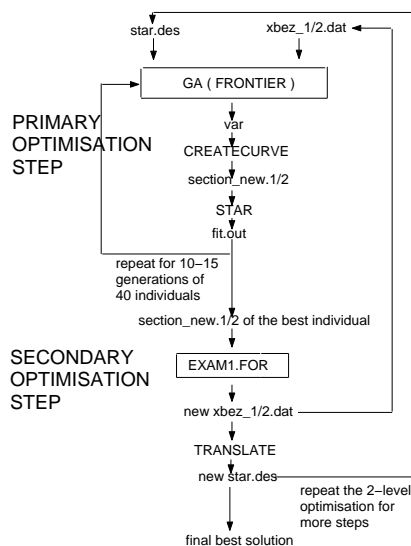 star.des
xbez_1/2.dat
GA ( FRONTIER )
var
PRIMARY
OPTIMISATION
STEP
CREATECURVE
section_new.1/2
STAR
fit.out
repeat for 10−15
generations of
40 individuals
section_new.1/2 of the best individual
SECONDARY
OPTIMISATION
STEP
EXAM1.FOR
new xbez_1/2.dat
TRANSLATE
new star.des
repeat the 2−level
optimisation for
more steps
final best solution